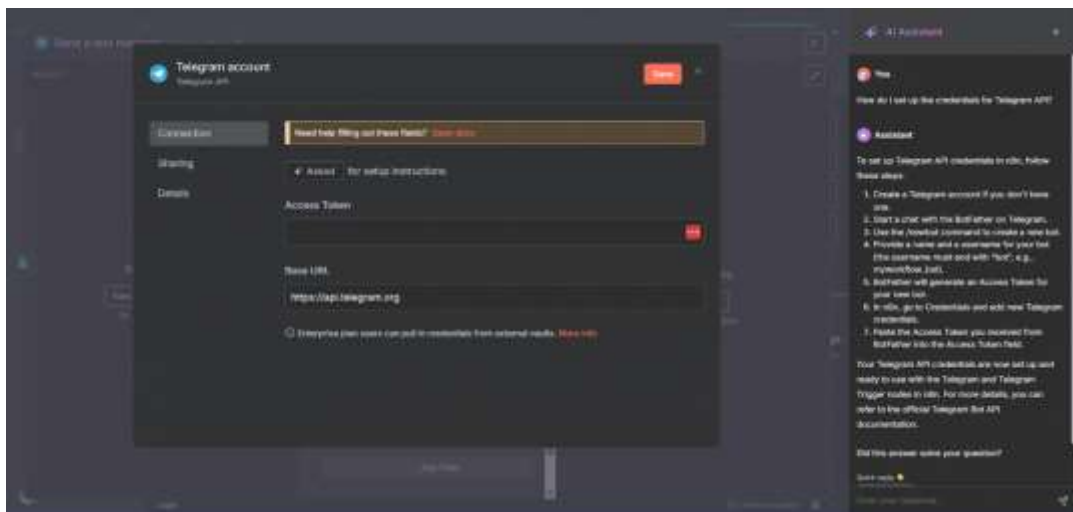 Telegram account
Telegram API
Save
Connection
Sharing
Details
Need help filling out these fields? Open docs
for setup instructions
Access Token
Base URL
https://api.telegram.org
Enterprise plan users can pull in credentials from external vaults. More info
AI Assistant
You
How do I set up the credentials for Telegram API?
Assistant
To set up Telegram API credentials in n8n, follow
these steps:
1. Create a Telegram account if you don't have
one.
2. Start a chat with the BotFather on Telegram.
3. Use the /newbot command to create a new bot.
4. Provide a name and a username for your bot
(the username must end with "bot", e.g.,
5. BotFather will generate an Access Token for
your new bot.
6. In n8n, go to Credentials and add new Telegram
credentials.
7. Paste the Access Token you received from
BotFather into the Access Token field.
Your Telegram API credentials are now set up and
ready to use with the Telegram and Telegram
Trigger nodes in n8n. For more details, you can
refer to the official Telegram Bot API
documentation.
Did this answer solve your question?
Quick reply